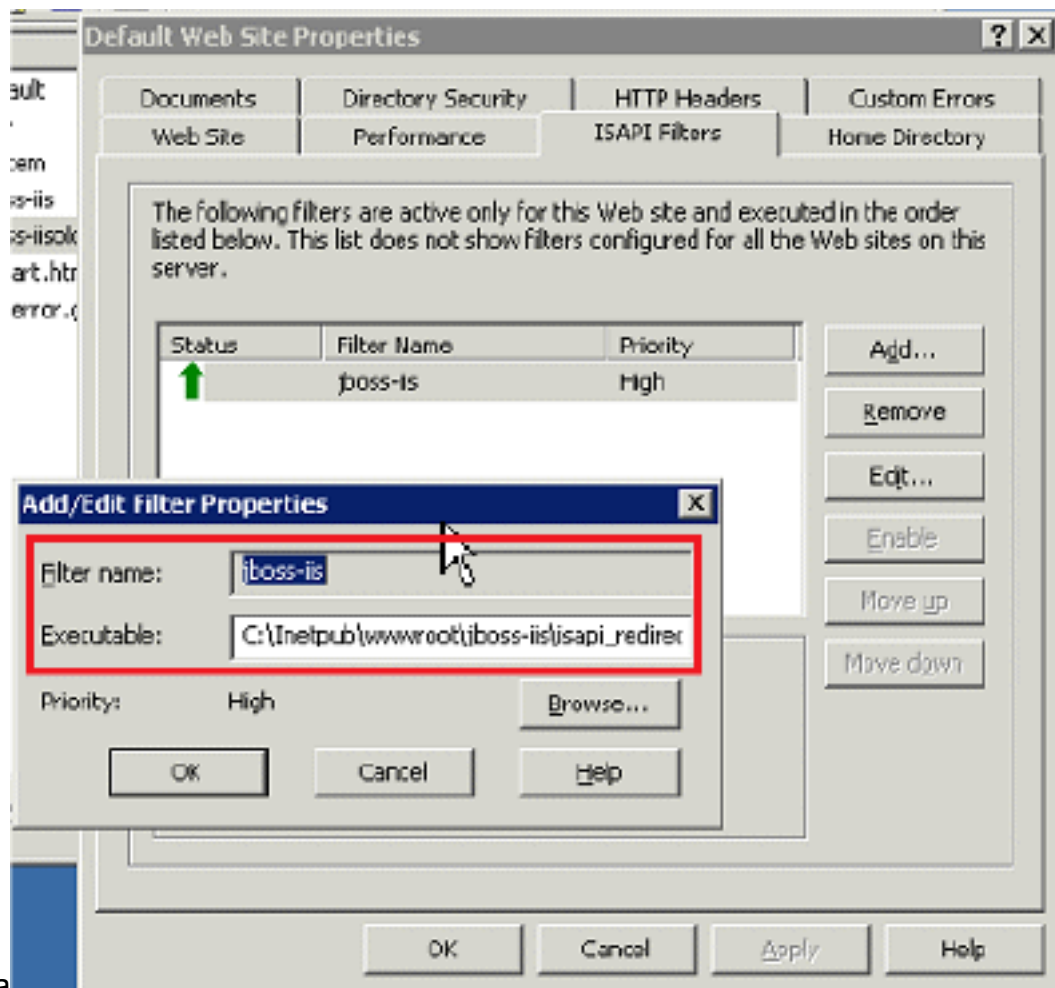 Default Web Site Properties
ault
Documents Directory Security HTTP Headers Custom Errors
Web Site Performance ISAPI Filters Home Directory
tem
ss-iis
ss-iisolc
art.htr
error.g
The following filters are active only for this Web site and executed in the order
listed below. This list does not show filters configured for all the Web sites on this
server.
Status Filter Name Priority
jboss-iis High
Add...
Remove
Edit...
Enable
Move up
Move down
Add/Edit Filter Properties
Filter name: jboss-iis
Executable: C:\Inetpub\wwwroot\jboss-iis\isapi_redirec
Priority: High Browse...
OK Cancel Help
OK Cancel Apply Help
a